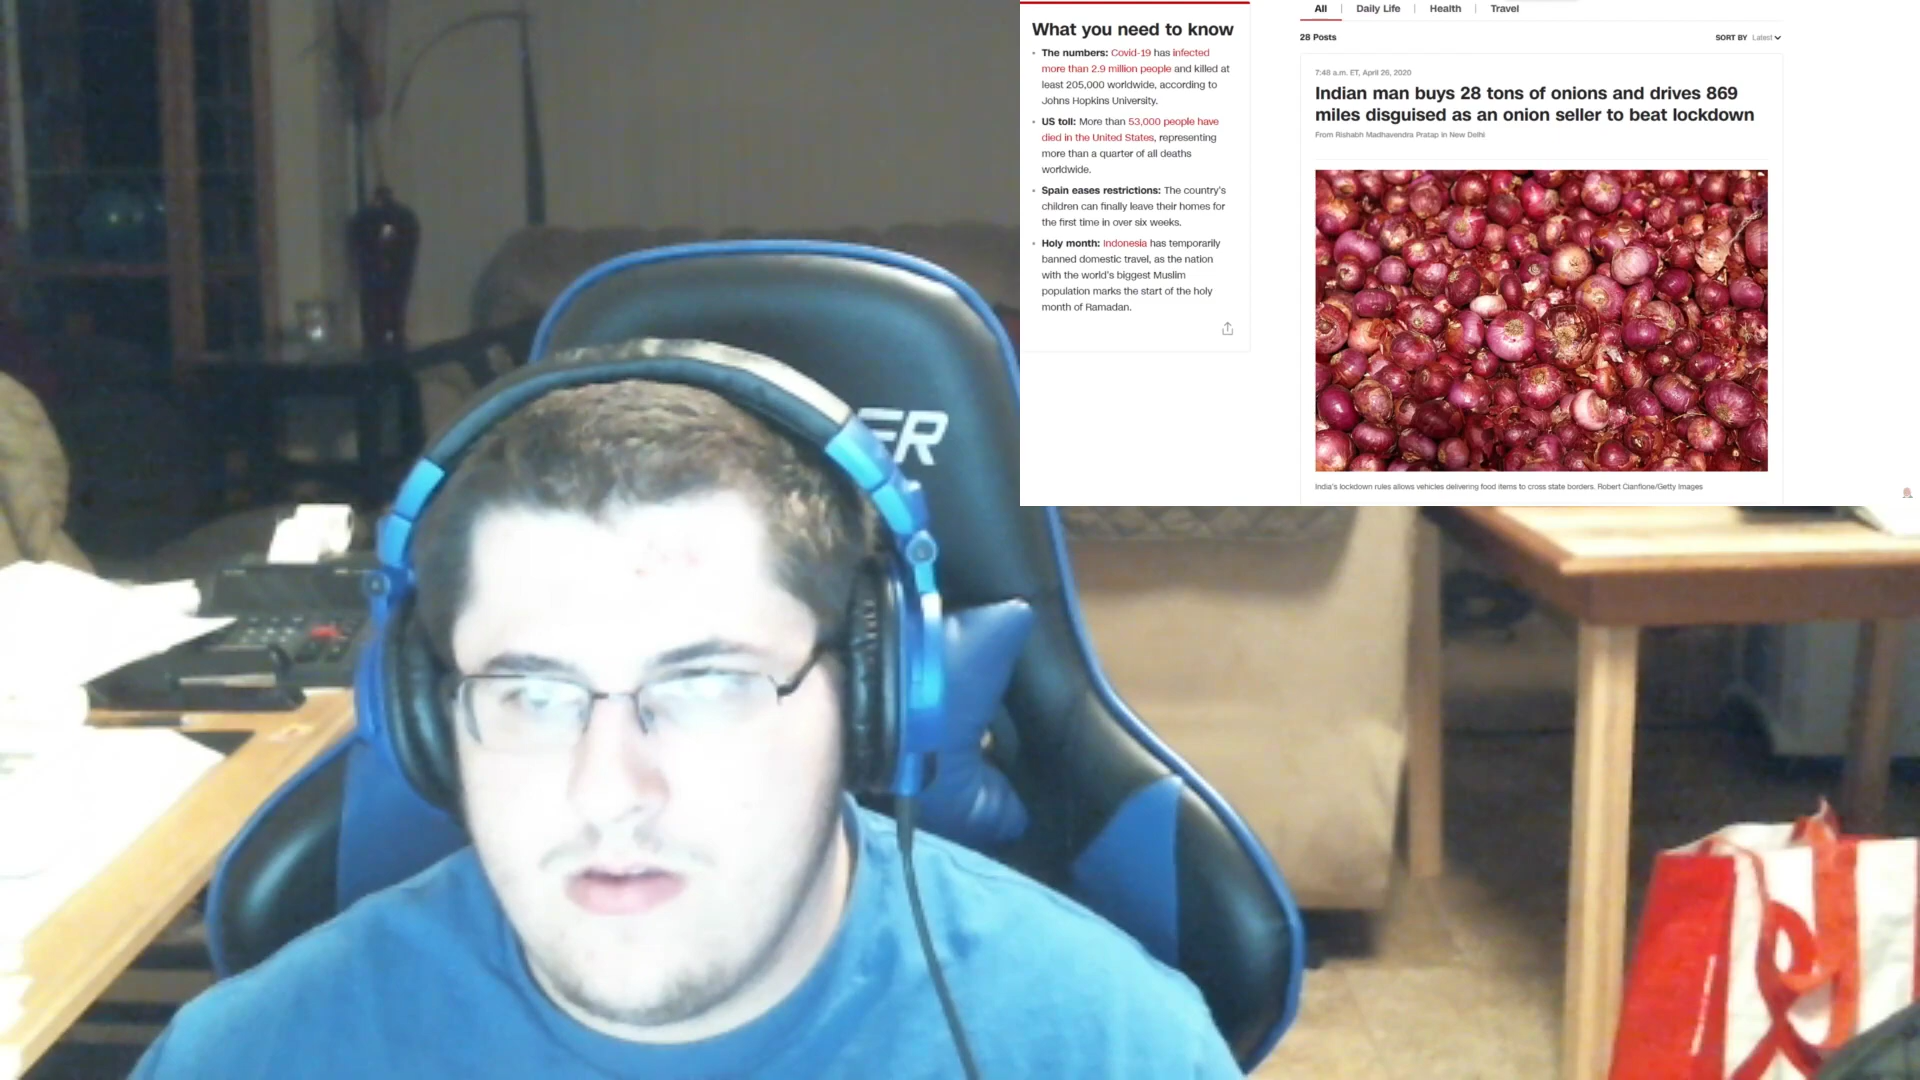 What you need to know
The numbers: Covid-19 has infected
more than 2.9 million people and killed at
least 205,000 worldwide, according to
Johns Hopkins University.
US toll: More than 53,000 people have
died in the United States, representing
more than a quarter of all deaths
worldwide.
Spain eases restrictions: The country's
children can finally leave their homes for
the first time in over six weeks.
Holy month: Indonesia has temporarily
banned domestic travel, as the nation
with the world's biggest Muslim
population marks the start of the holy
month of Ramadan.
All | Daily Life | Health | Travel
28 Posts
SORT BY Latest
7:48 a.m. ET, April 26, 2020
Indian man buys 28 tons of onions and drives 869
miles disguised as an onion seller to beat lockdown
From Rishabh Madhavendra Pratap in New Delhi
India's lockdown rules allows vehicles delivering food items to cross state borders. Robert Cianflone/Getty Images
ER